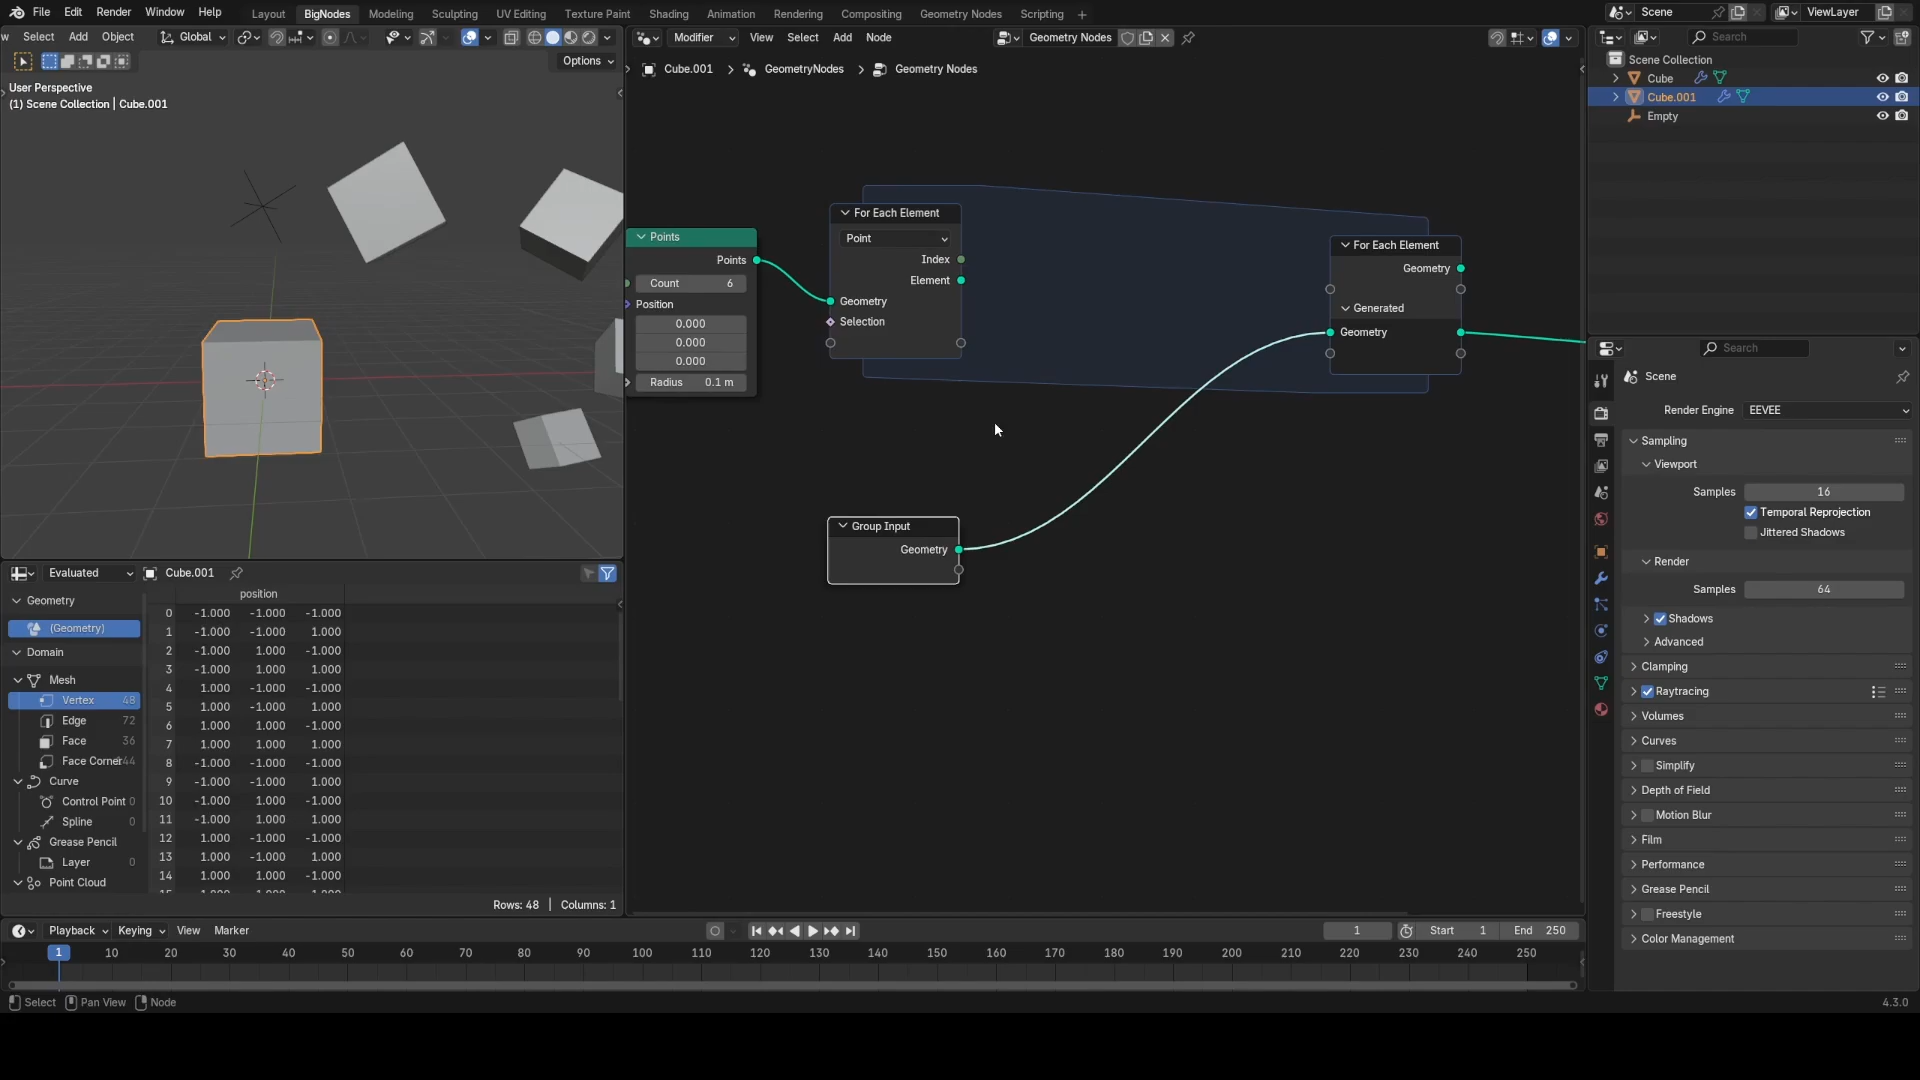 File Edit Render Window Help Layout BigNodes Modeling Sculpting UV Editing Texture Paint Shading Animation Rendering Compositing Geometry Nodes Scripting + Scene ViewLayer
w Select Add Object Global
Options
User Perspective
(1) Scene Collection | Cube.001
Modifier View Select Add Node Geometry Nodes
Cube.001 > GeometryNodes > Geometry Nodes
Points
Points
Count 6
Position
0.000
0.000
0.000
Radius 0.1 m
For Each Element
Point
Index
Element
Geometry
Selection
For Each Element
Geometry
Generated
Geometry
Group Input
Geometry
Search
Scene Collection
Cube
Cube.001
Empty
Search
Scene
Render Engine EEVEE
Sampling
Viewport
Samples 16
Temporal Reprojection
Jittered Shadows
Render
Samples 64
Shadows
Advanced
Clamping
Raytracing
Volumes
Curves
Simplify
Depth of Field
Motion Blur
Film
Performance
Grease Pencil
Freestyle
Color Management
Evaluated Cube.001
Geometry
(Geometry)
Domain
Mesh
Vertex 48
Edge 72
Face 36
Face Corner
Curve
Control Point 0
Spline 0
Grease Pencil
Layer 0
Point Cloud
position
0 -1.000 -1.000 -1.000
1 -1.000 -1.000 1.000
2 -1.000 1.000 -1.000
3 -1.000 1.000 1.000
4 1.000 -1.000 -1.000
5 1.000 -1.000 1.000
6 1.000 1.000 -1.000
7 1.000 1.000 1.000
8 -1.000 -1.000 -1.000
9 -1.000 -1.000 1.000
10 -1.000 1.000 -1.000
11 -1.000 1.000 1.000
12 1.000 -1.000 -1.000
13 1.000 -1.000 1.000
14 1.000 1.000 -1.000
Rows: 48 | Columns: 1
Playback Keying View Marker 1 Start 1 End 250
1 10 20 30 40 50 60 70 80 90 100 110 120 130 140 150 160 170 180 190 200 210 220 230 240 250
Select Pan View Node 4.3.0